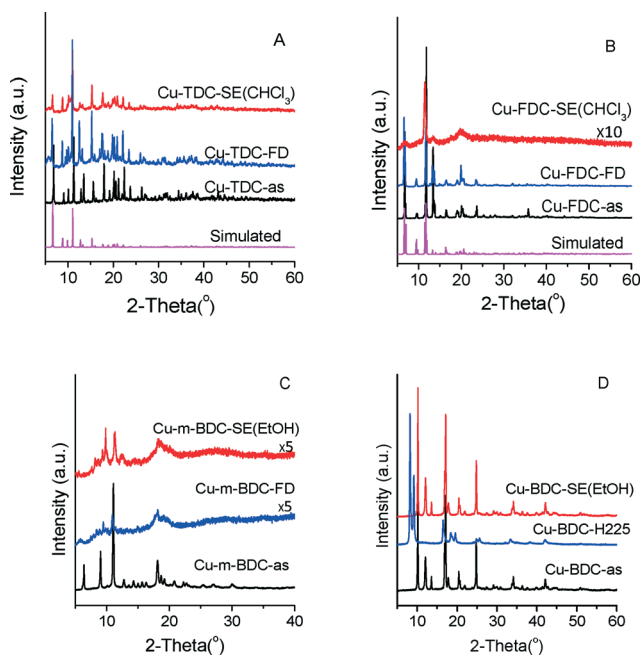 A
Cu-TDC-SE(CHCl₃)
Cu-TDC-FD
Cu-TDC-as
Simulated
Intensity (a.u.)
10 20 30 40 50 60
2-Theta(°)
B
Cu-FDC-SE(CHCl₃)
x10
Cu-FDC-FD
Cu-FDC-as
Simulated
Intensity (a.u.)
10 20 30 40 50 60
2-Theta(°)
C
Cu-m-BDC-SE(EtOH)
x5
Cu-m-BDC-FD
x5
Cu-m-BDC-as
Intensity (a.u.)
10 20 30 40
2-Theta(°)
D
Cu-BDC-SE(EtOH)
Cu-BDC-H225
Cu-BDC-as
Intensity (a.u.)
10 20 30 40 50 60
2-Theta(°)